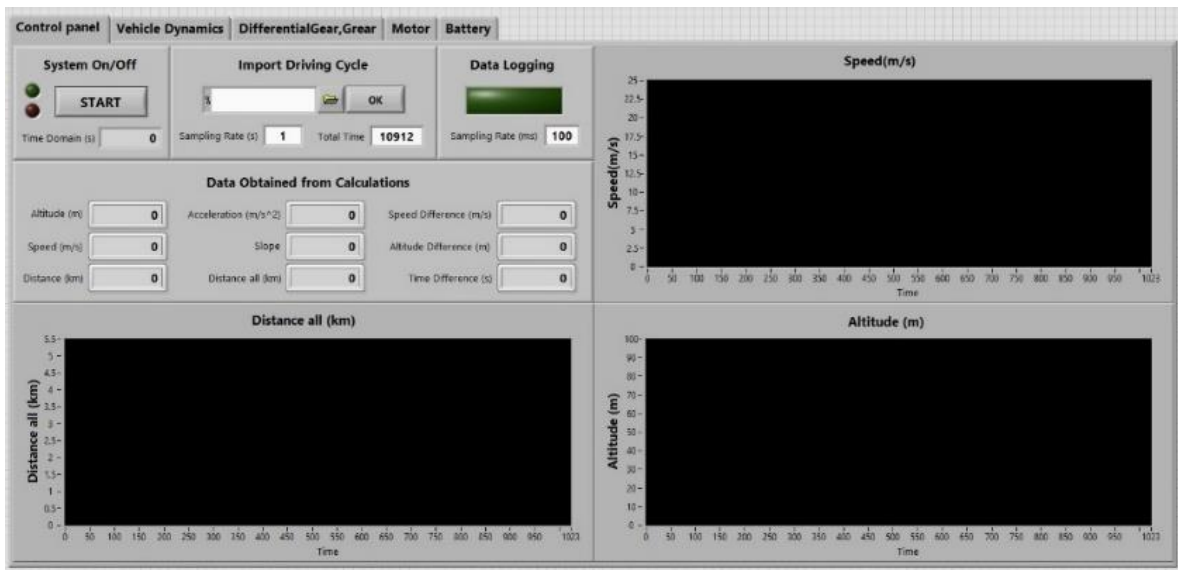 Control panel Vehicle Dynamics DifferentialGear,Grear Motor Battery
System On/Off
START
Time Domain (s) 0
Import Driving Cycle
OK
Sampling Rate (s) 1 Total Time 10912
Data Logging
Sampling Rate (ms) 100
Data Obtained from Calculations
Altitude (m) 0 Acceleration (m/s^2) 0 Speed Difference (m/s) 0
Speed (m/s) 0 Slope 0 Altitude Difference (m) 0
Distance (km) 0 Distance all (km) 0 Time Difference (s) 0
Speed(m/s)
Speed(m/s)
25
22.5
20
17.5
15
12.5
10
7.5
5
2.5
0
0 50 100 150 200 250 300 350 400 450 500 550 600 650 700 750 800 850 900 950 1023
Time
Distance all (km)
Distance all (km)
5.5
5
4.5
4
3.5
3
2.5
2
1.5
1
0.5
0
0 50 100 150 200 250 300 350 400 450 500 550 600 650 700 750 800 850 900 950 1023
Time
Altitude (m)
Altitude (m)
100
90
80
70
60
50
40
30
20
10
0
0 50 100 150 200 250 300 350 400 450 500 550 600 650 700 750 800 850 900 950 1023
Time